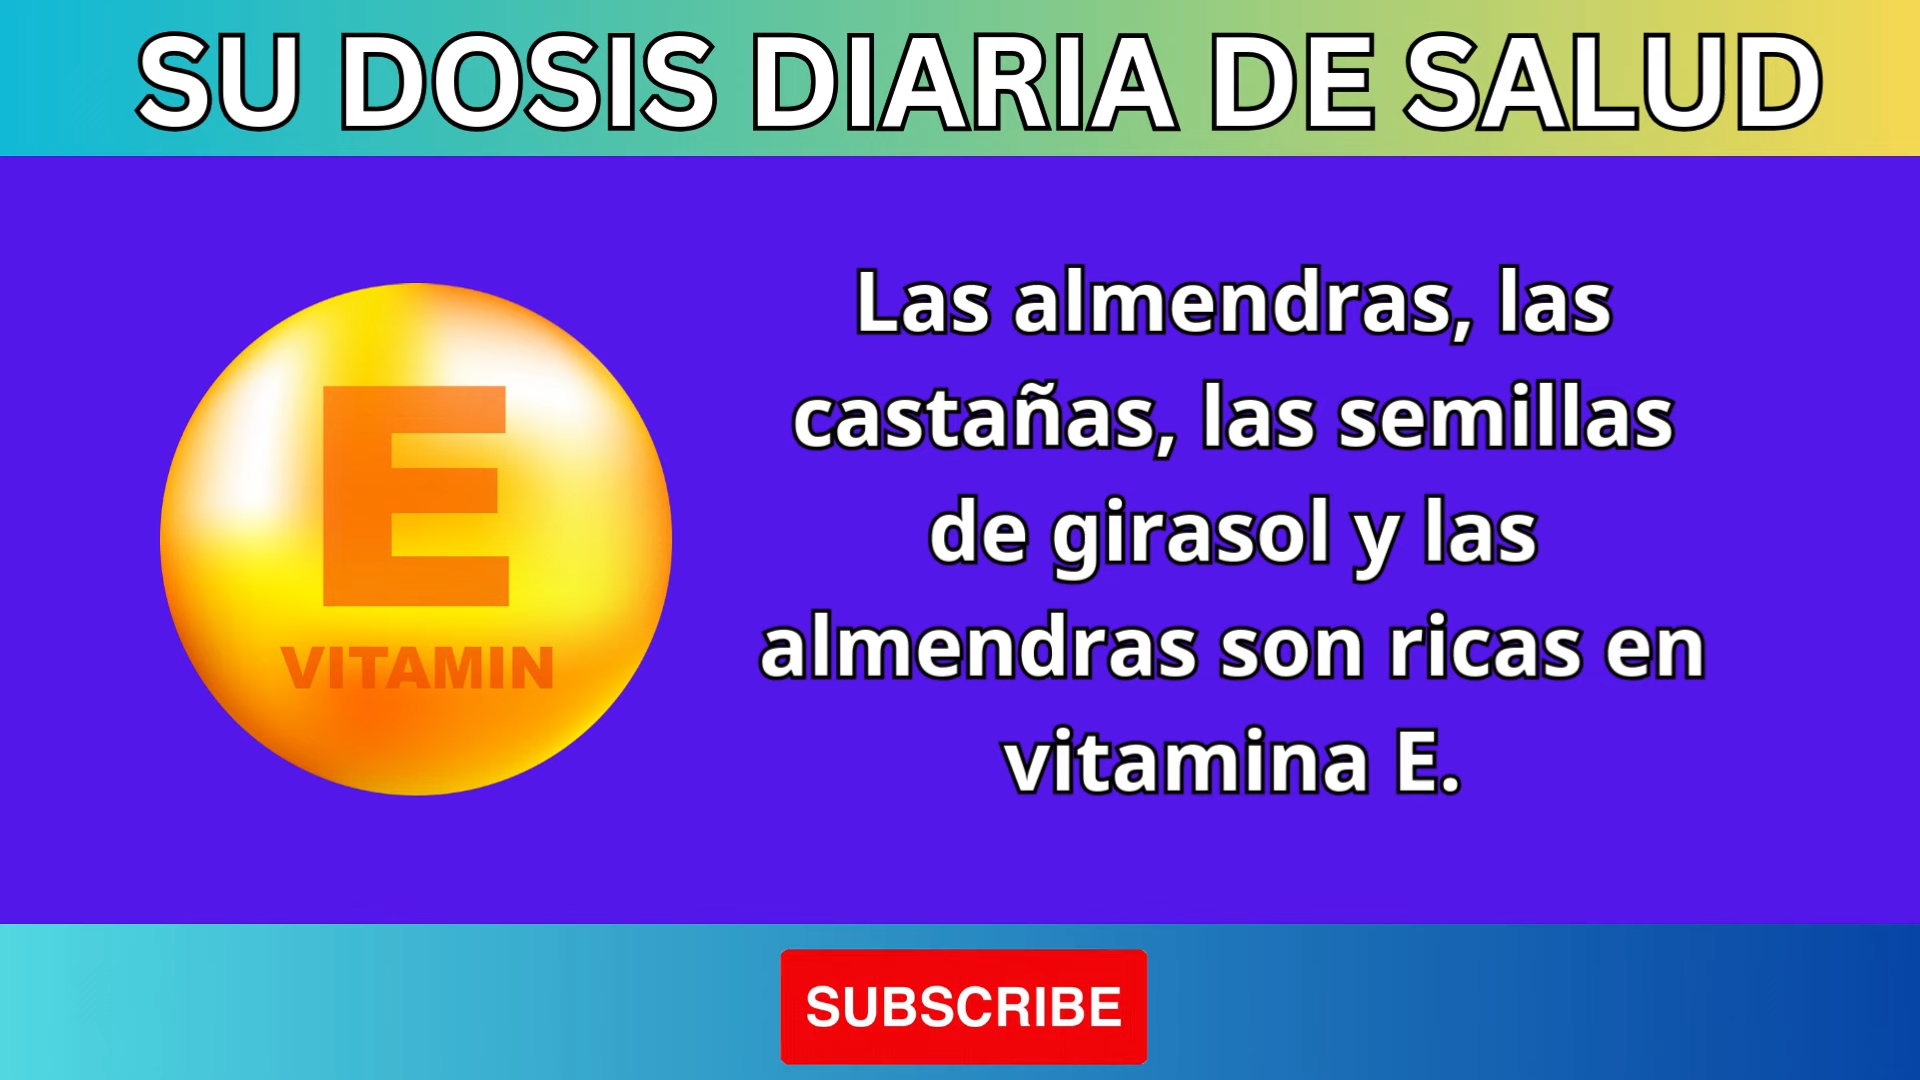 SU DOSIS DIARIA DE SALUD
E
VITAMIN
Las almendras, las
castañas, las semillas
de girasol y las
almendras son ricas en
vitamina E.
SUBSCRIBE